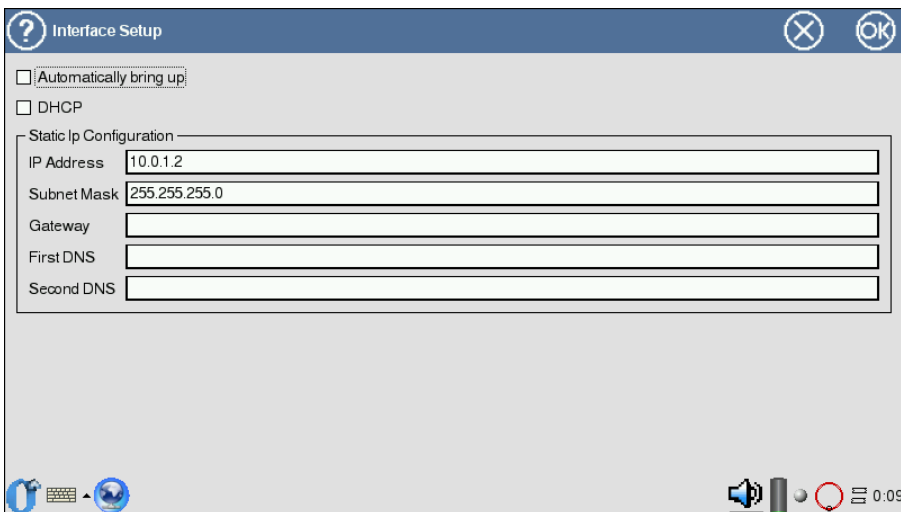 ? Interface Setup X OK
Automatically bring up
DHCP
Static Ip Configuration
IP Address 10.0.1.2
Subnet Mask 255.255.255.0
Gateway
First DNS
Second DNS
0:09